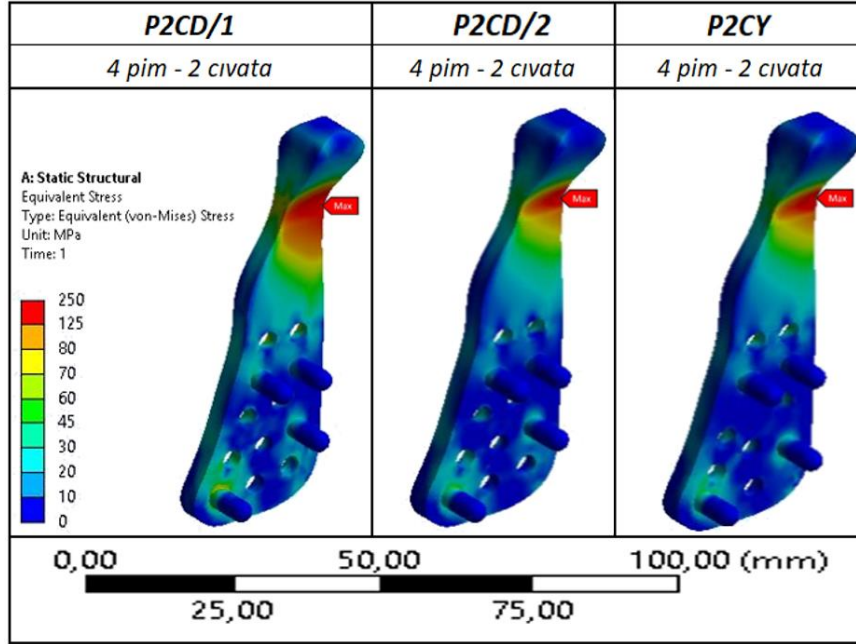 P2CD/1 P2CD/2 P2CY
4 pim - 2 cıvata 4 pim - 2 cıvata 4 pim - 2 cıvata
A: Static Structural
Equivalent Stress
Type: Equivalent (von-Mises) Stress
Unit: MPa
Time: 1
Max Max Max
250
125
80
70
60
45
30
20
10
0
0,00 50,00 100,00 (mm)
25,00 75,00